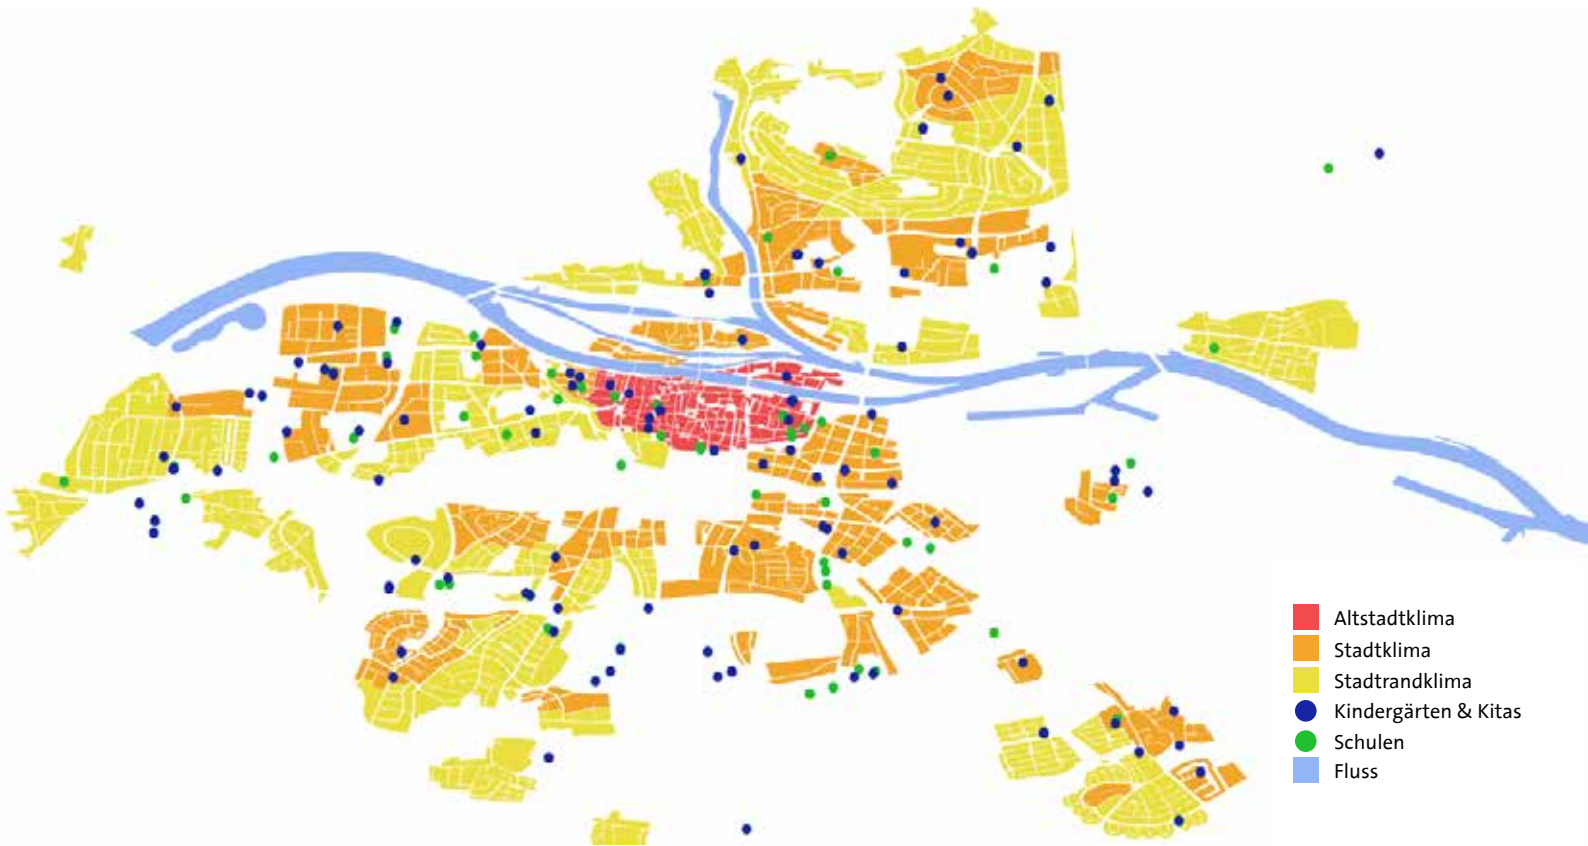 Altstadtklima
Stadtklima
Stadtrandklima
Kindergärten & Kitas
Schulen
Fluss